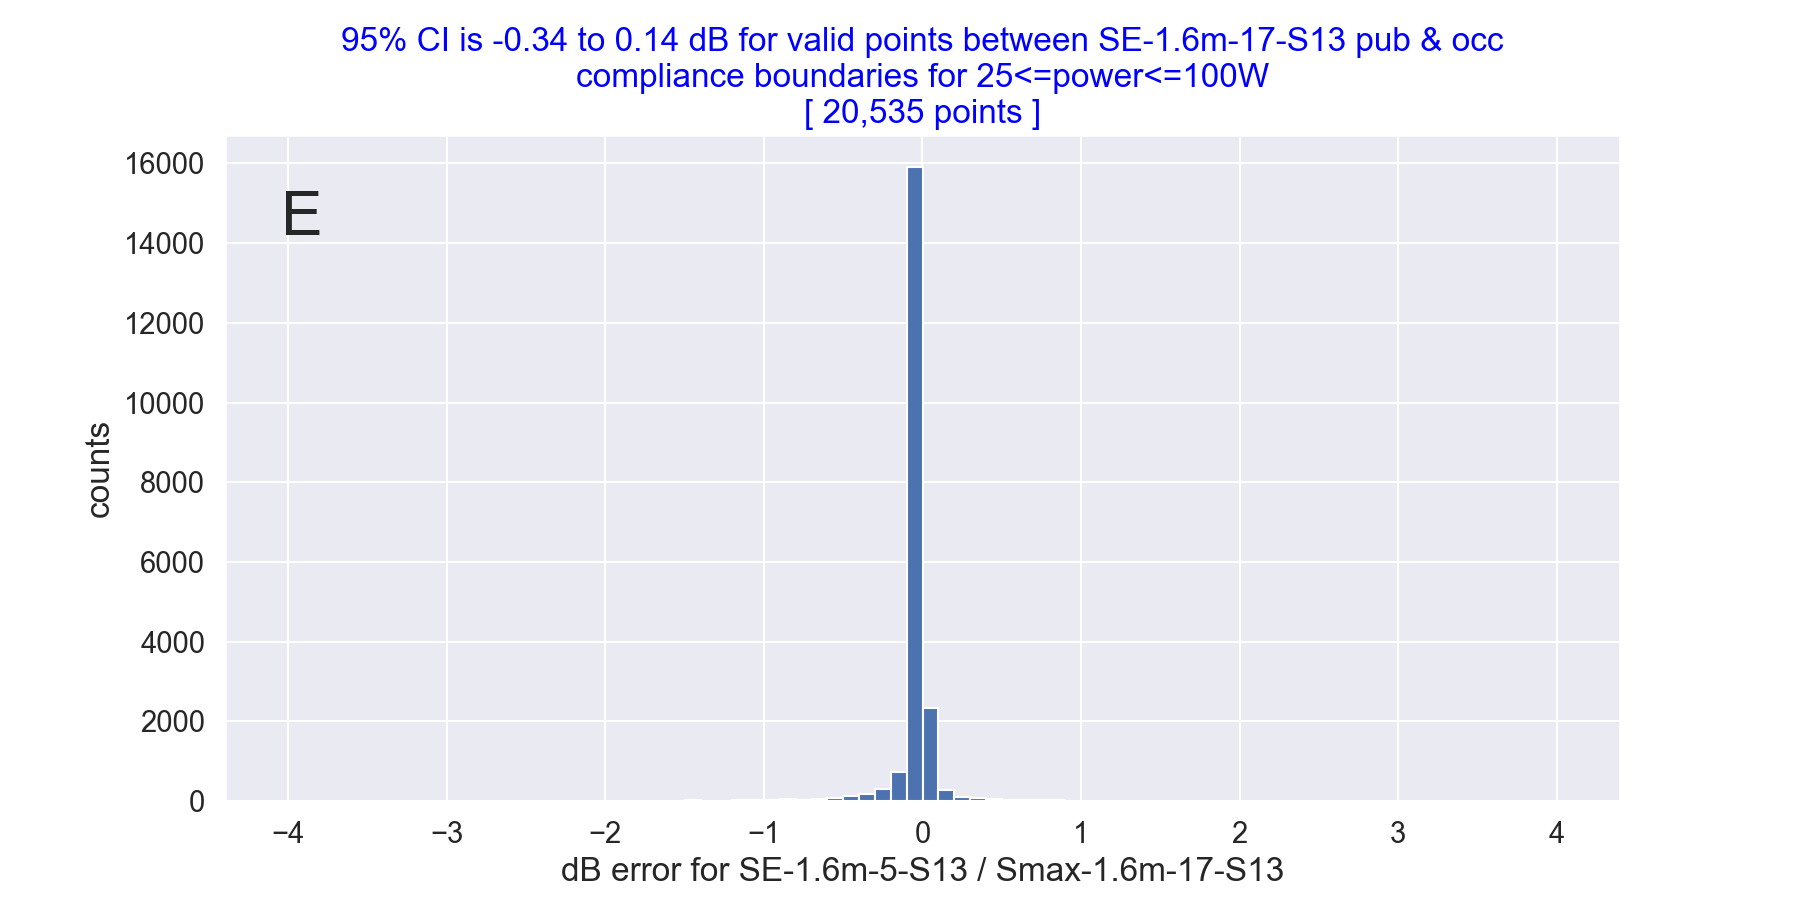 95% CI is -0.34 to 0.14 dB for valid points between SE-1.6m-17-S13 pub & occ
compliance boundaries for 25<=power<=100W
[ 20,535 points ]
E
16000
14000
12000
10000
8000
6000
4000
2000
0
counts
−4 −3 −2 −1 0 1 2 3 4
dB error for SE-1.6m-5-S13 / Smax-1.6m-17-S13